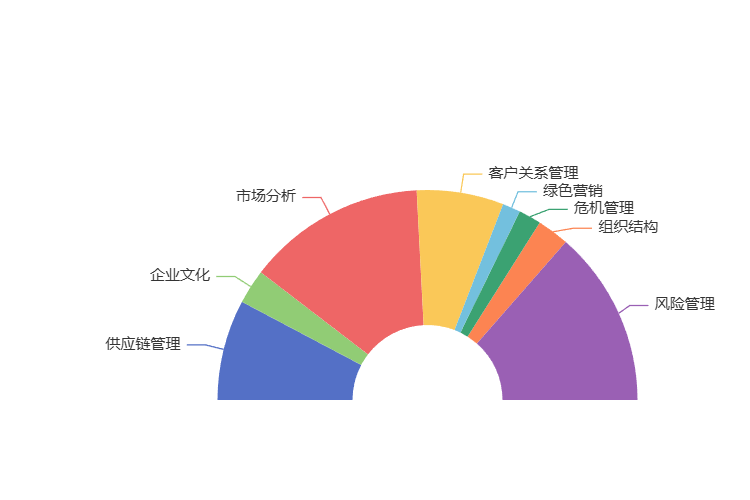 客户关系管理
绿色营销
市场分析
危机管理
组织结构
企业文化
风险管理
供应链管理